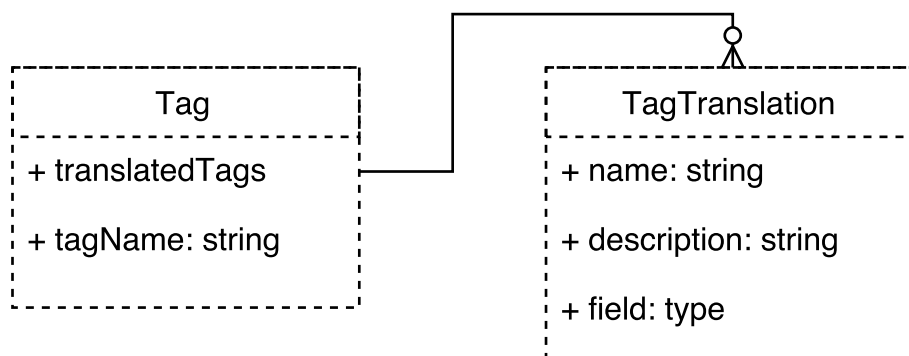 Tag
+ translatedTags
+ tagName: string
TagTranslation
+ name: string
+ description: string
+ field: type